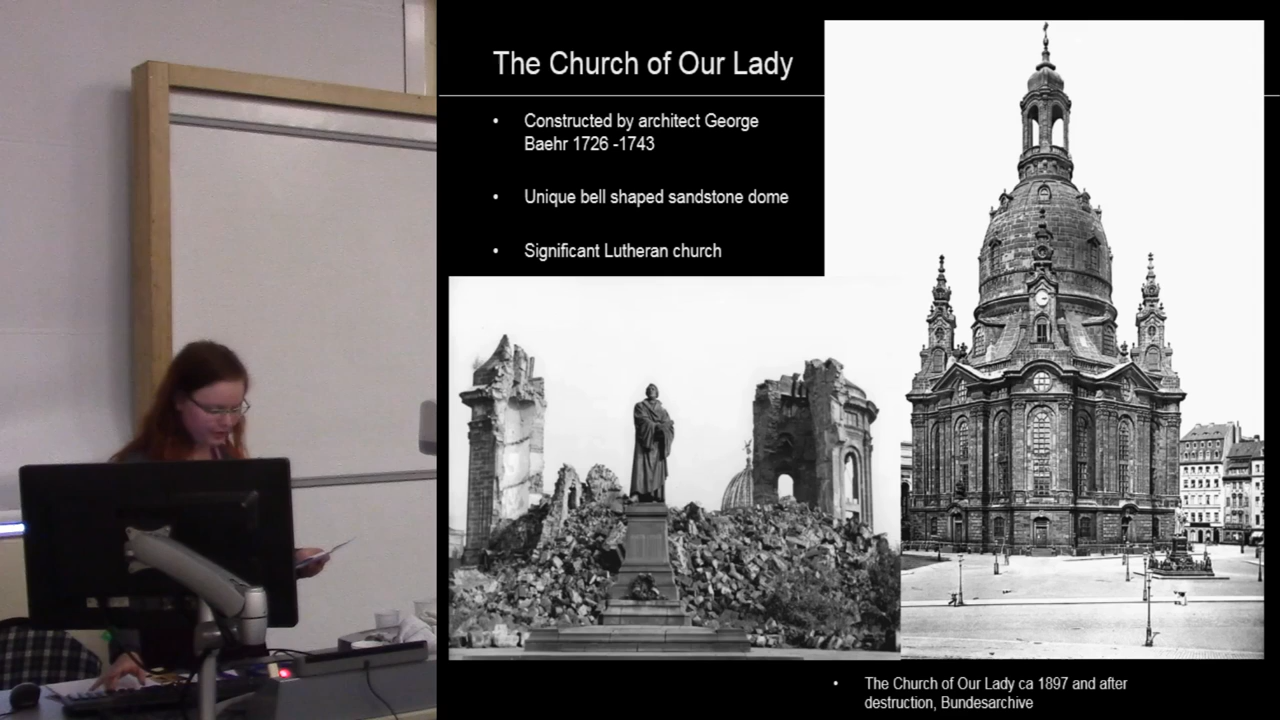 The Church of Our Lady
• Constructed by architect George
Baehr 1726 -1743
• Unique bell shaped sandstone dome
• Significant Lutheran church
• The Church of Our Lady ca 1897 and after
destruction, Bundesarchive